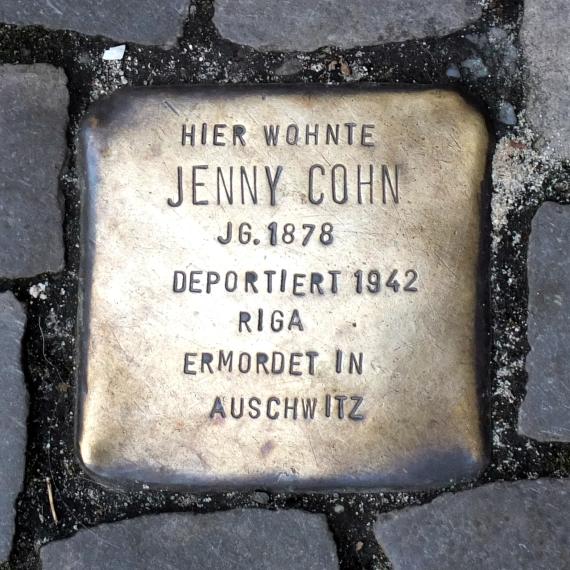 HIER WOHNTE
JENNY COHN
JG. 1878
DEPORTIERT 1942
RIGA
ERMORDET IN
AUSCHWITZ